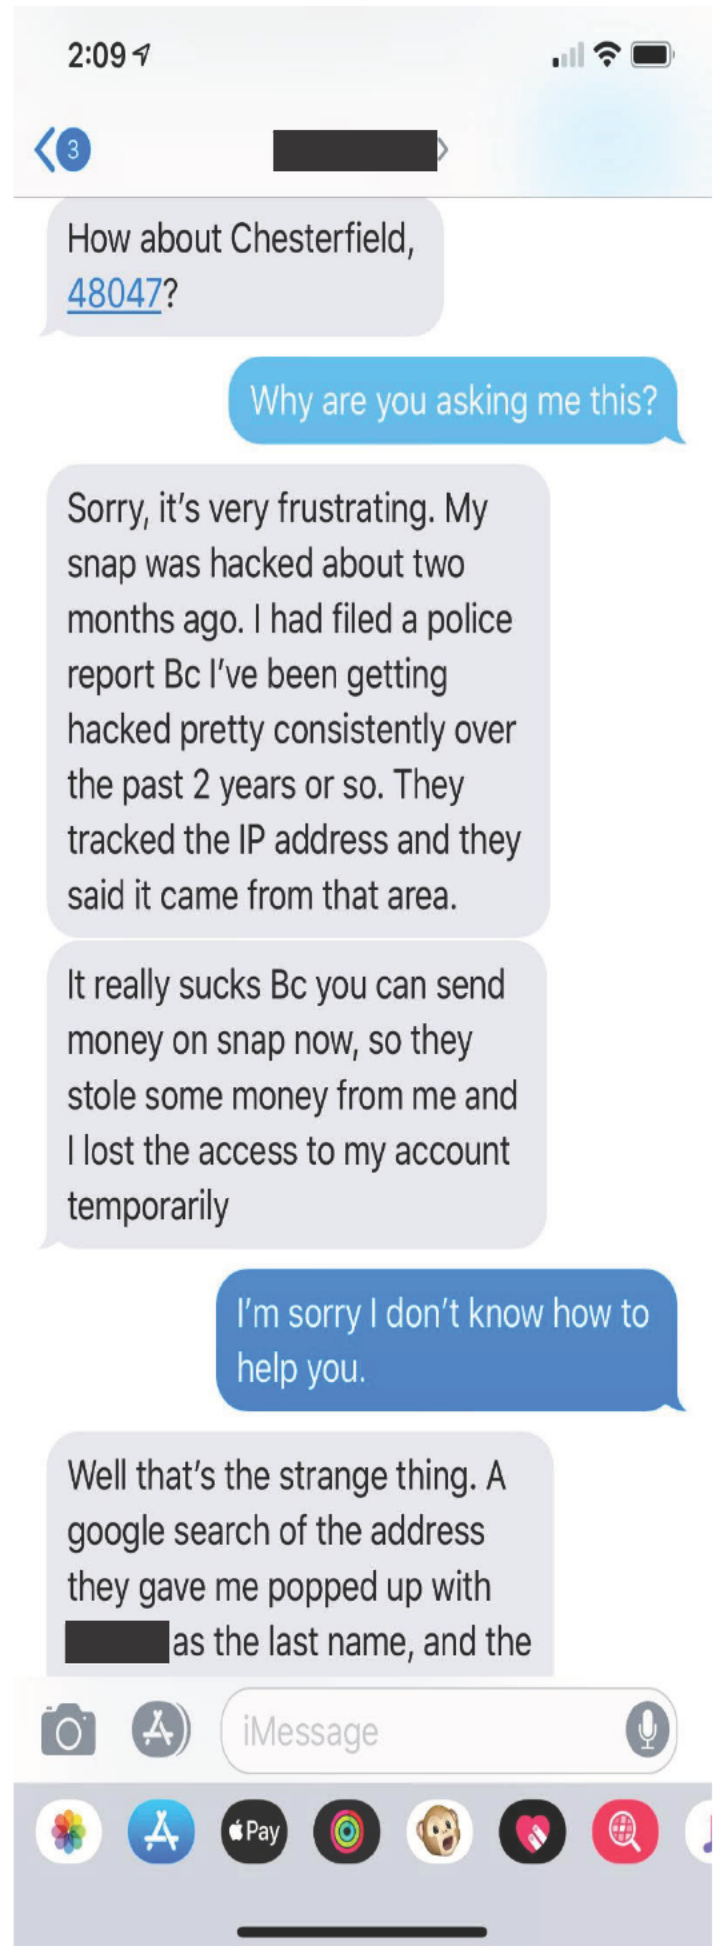 2:09
3
How about Chesterfield,
48047?
Why are you asking me this?
Sorry, it's very frustrating. My
snap was hacked about two
months ago. I had filed a police
report Bc I've been getting
hacked pretty consistently over
the past 2 years or so. They
tracked the IP address and they
said it came from that area.
It really sucks Bc you can send
money on snap now, so they
stole some money from me and
I lost the access to my account
temporarily
I'm sorry I don't know how to
help you.
Well that's the strange thing. A
google search of the address
they gave me popped up with
as the last name, and the
iMessage
Pay